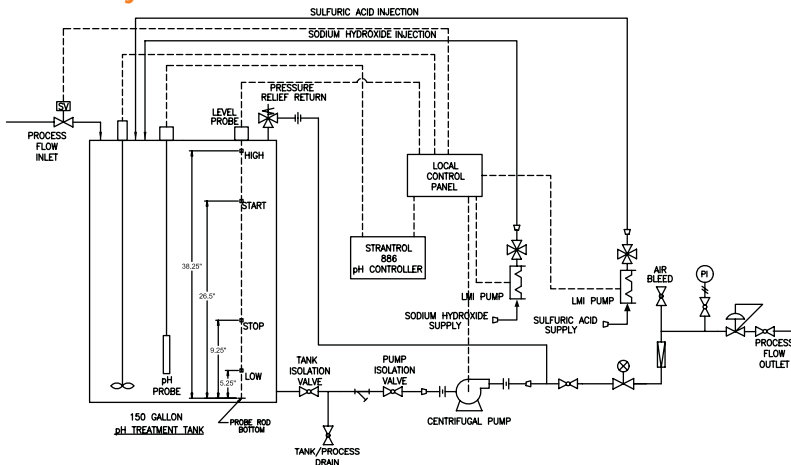 SULFURIC ACID INJECTION
SODIUM HYDROXIDE INJECTION
SV
PROCESS
FLOW
INLET
LEVEL
PROBE
PRESSURE
RELIEF RETURN
HIGH
START
STOP
LOW
38.25"
26.5"
9.25"
5.25"
pH
PROBE
PROBE ROD
BOTTOM
150 GALLON
pH TREATMENT TANK
LOCAL
CONTROL
PANEL
STRANTROL
886
pH CONTROLLER
LMI PUMP
SODIUM HYDROXIDE
SUPPLY
LMI PUMP
SULFURIC ACID
SUPPLY
AIR
BLEED
PI
PROCESS
FLOW
OUTLET
TANK
ISOLATION
VALVE
PUMP
ISOLATION
VALVE
CENTRIFUGAL PUMP
TANK/PROCESS
DRAIN